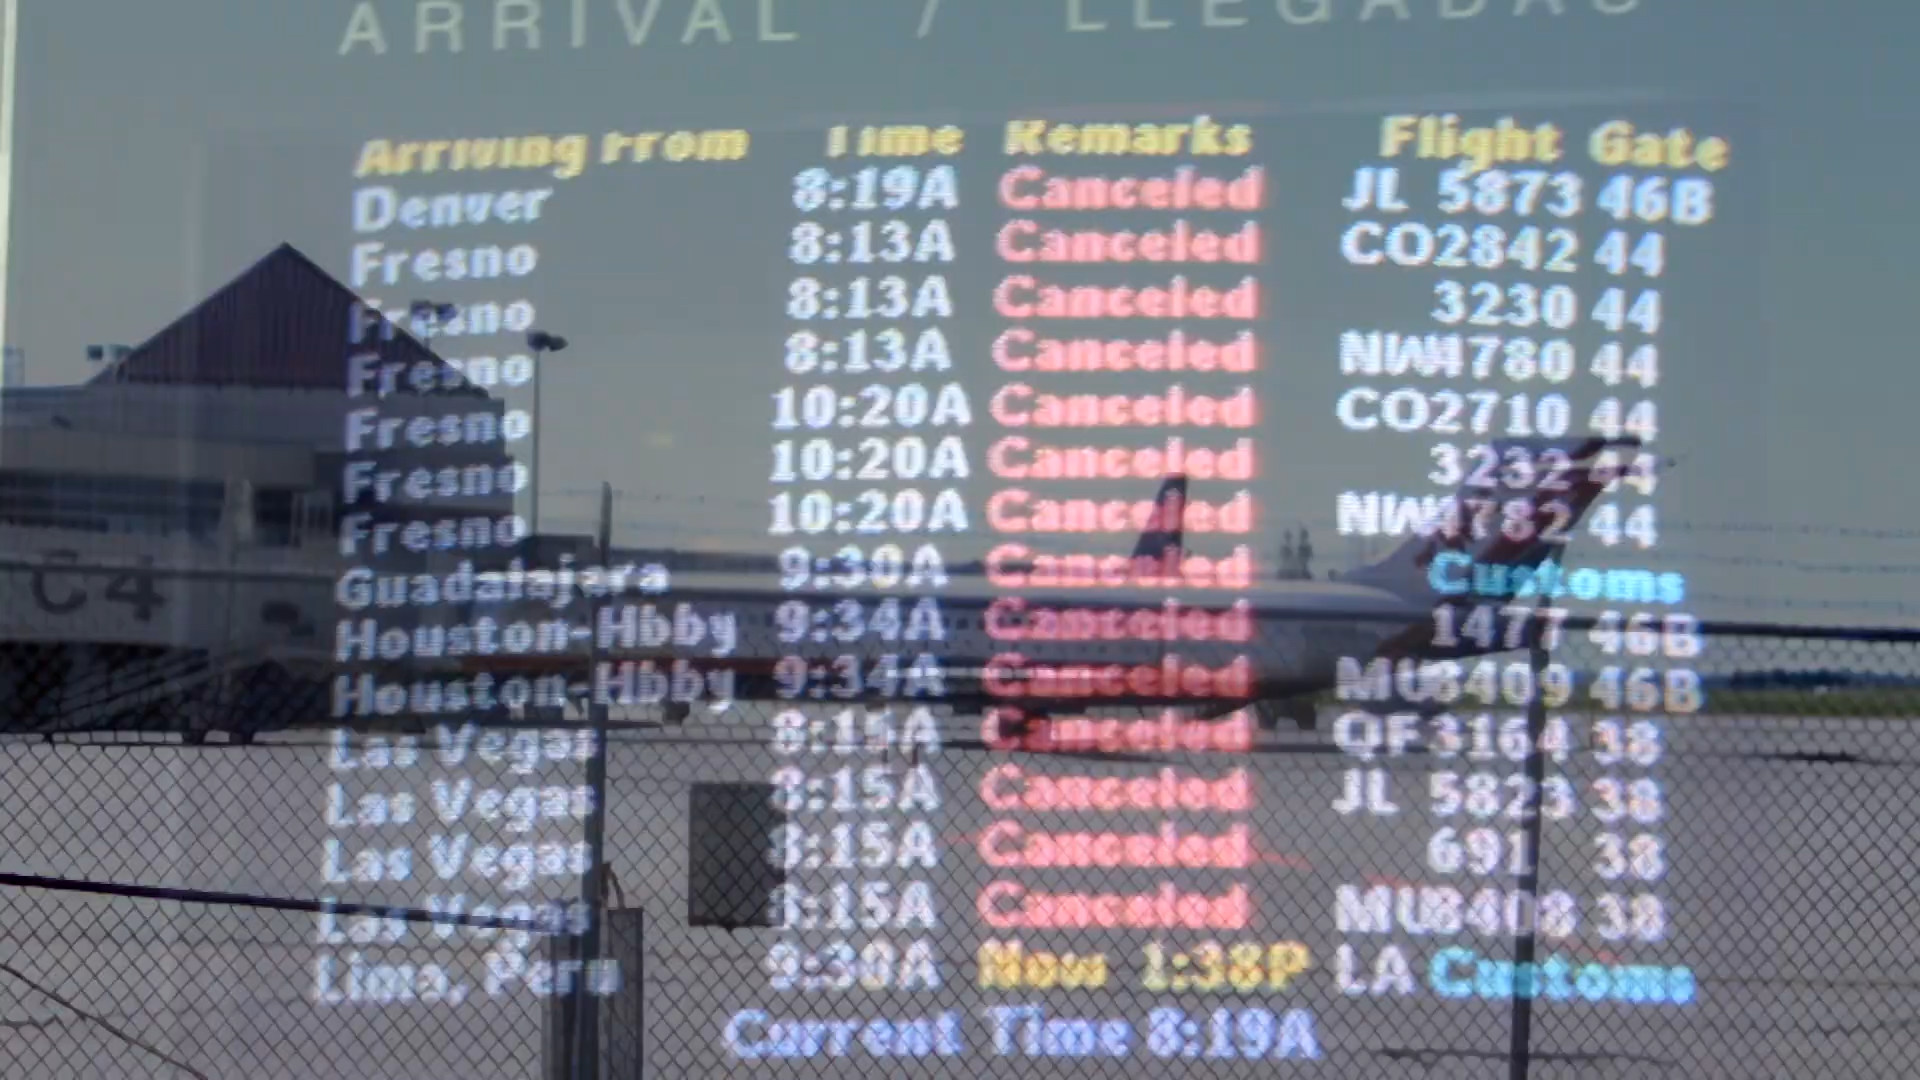 ARRIVAL / LLEGADAS
Arriving From Time Remarks Flight Gate
Denver 8:19A Canceled JL 5873 46B
Fresno 8:13A Canceled CO2842 44
Fresno 8:13A Canceled 3230 44
Fresno 8:13A Canceled NW4780 44
Fresno 10:20A Canceled CO2710 44
Fresno 10:20A Canceled 3232 44
Fresno 10:20A Canceled NW4782 44
Guadalajara 9:30A Canceled Customs
Houston-Hbby 9:34A Canceled 1477 46B
Houston-Hbby 9:34A Canceled MU8409 46B
Las Vegas 8:15A Canceled QF3164 38
Las Vegas 8:15A Canceled JL 5823 38
Las Vegas 8:15A Canceled 691 38
Las Vegas 8:15A Canceled MU8408 38
Lima, Peru 9:30A Now 1:38P LA Customs
Current Time 8:19A
C4